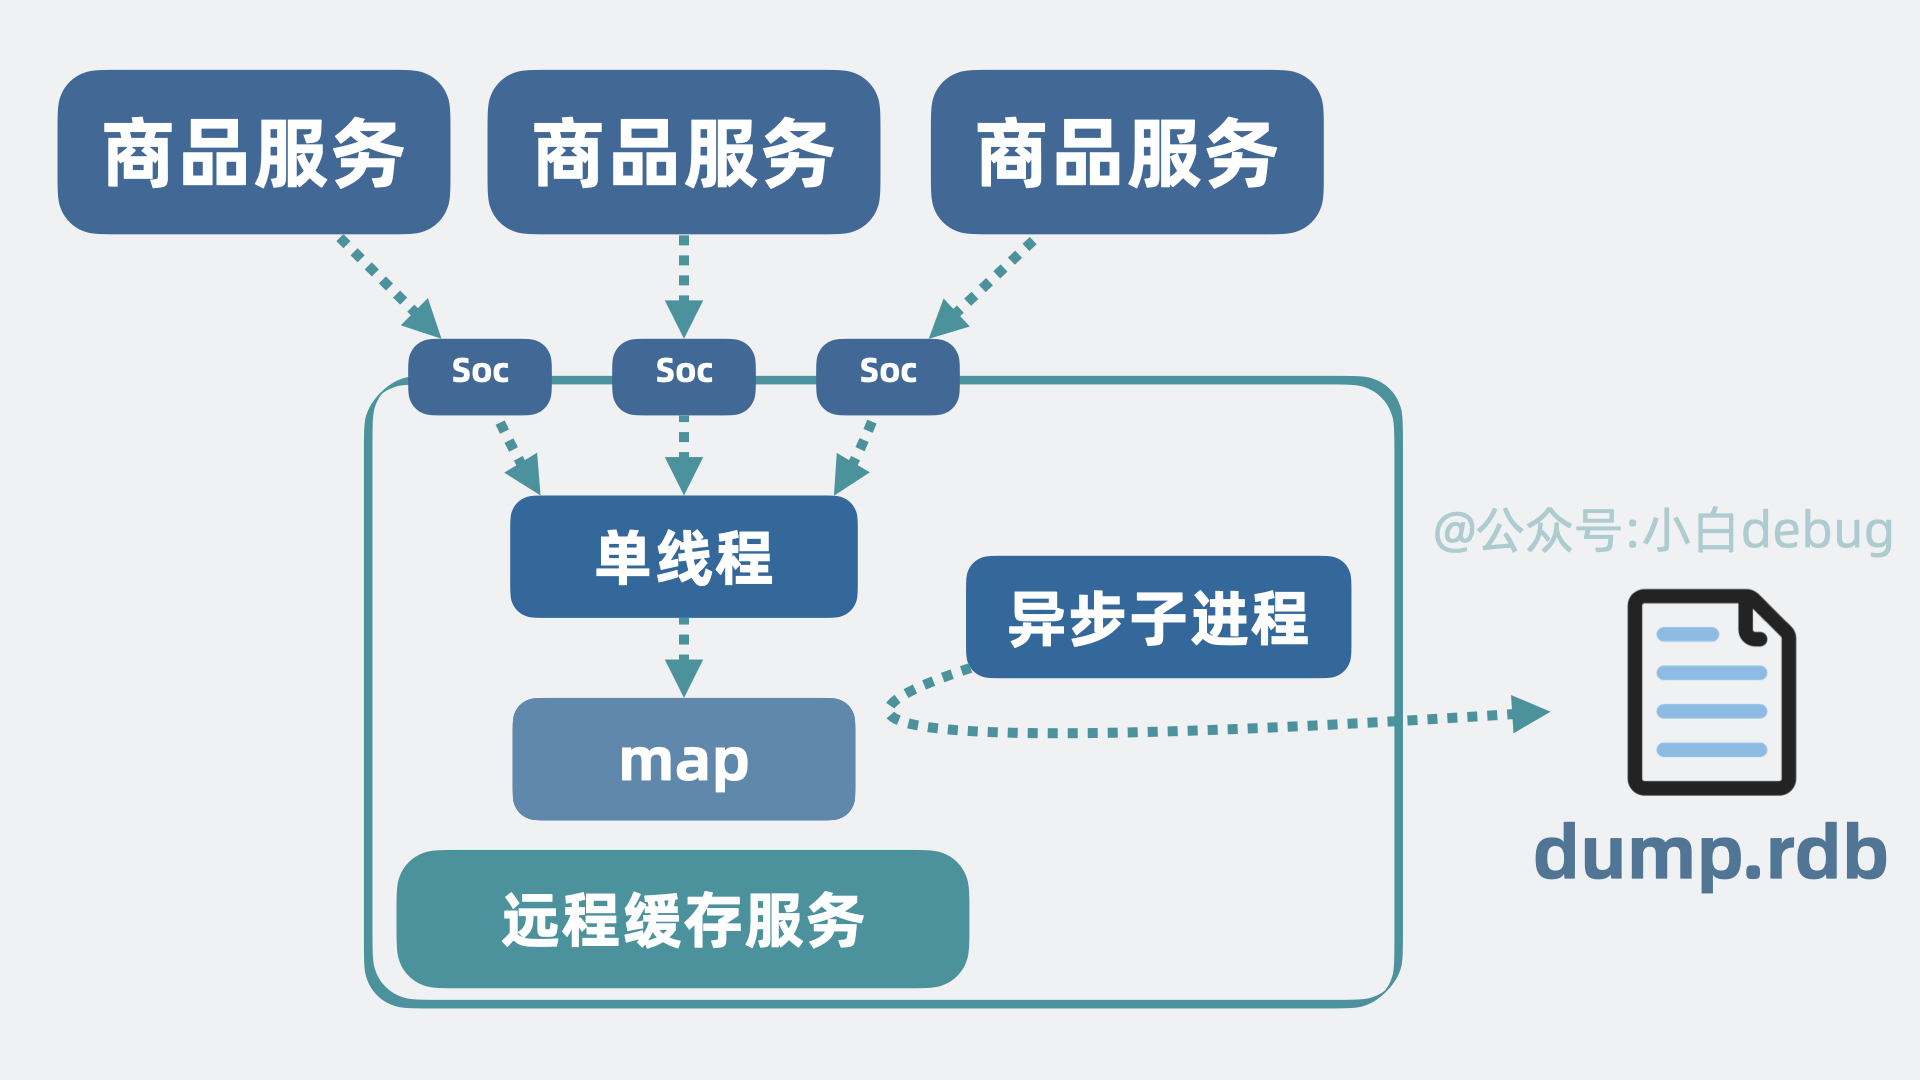 商品服务
商品服务
商品服务
Soc
Soc
Soc
单线程
@公众号:小白debug
异步子进程
map
dump.rdb
远程缓存服务